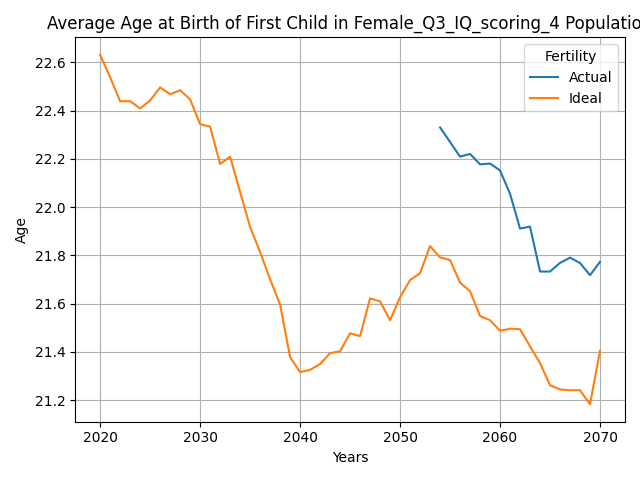 Average Age at Birth of First Child in Female_Q3_IQ_scoring_4 Populatio
Fertility
Actual
Ideal
22.6
22.4
22.2
22.0
21.8
21.6
21.4
21.2
Age
2020 2030 2040 2050 2060 2070
Years